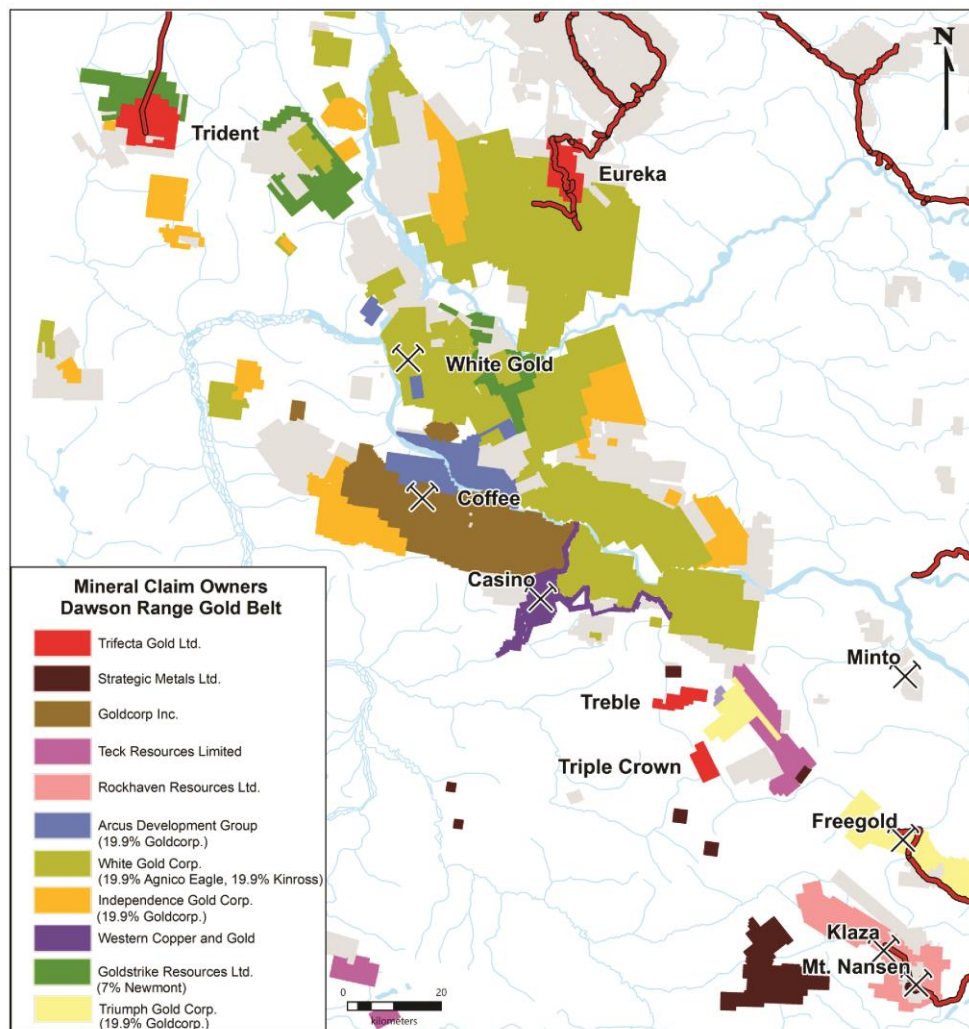 N
Trident
Eureka
White Gold
Coffee
Casino
Minto
Treble
Triple Crown
Freegold
Klaza
Mt. Nansen
Mineral Claim Owners
Dawson Range Gold Belt
Trifecta Gold Ltd.
Strategic Metals Ltd.
Goldcorp Inc.
Teck Resources Limited
Rockhaven Resources Ltd.
Arcus Development Group
(19.9% Goldcorp.)
White Gold Corp.
(19.9% Agnico Eagle, 19.9% Kinross)
Independence Gold Corp.
(19.9% Goldcorp.)
Western Copper and Gold
Goldstrike Resources Ltd.
(7% Newmont)
Triumph Gold Corp.
(19.9% Goldcorp.)
0 20
kilometers